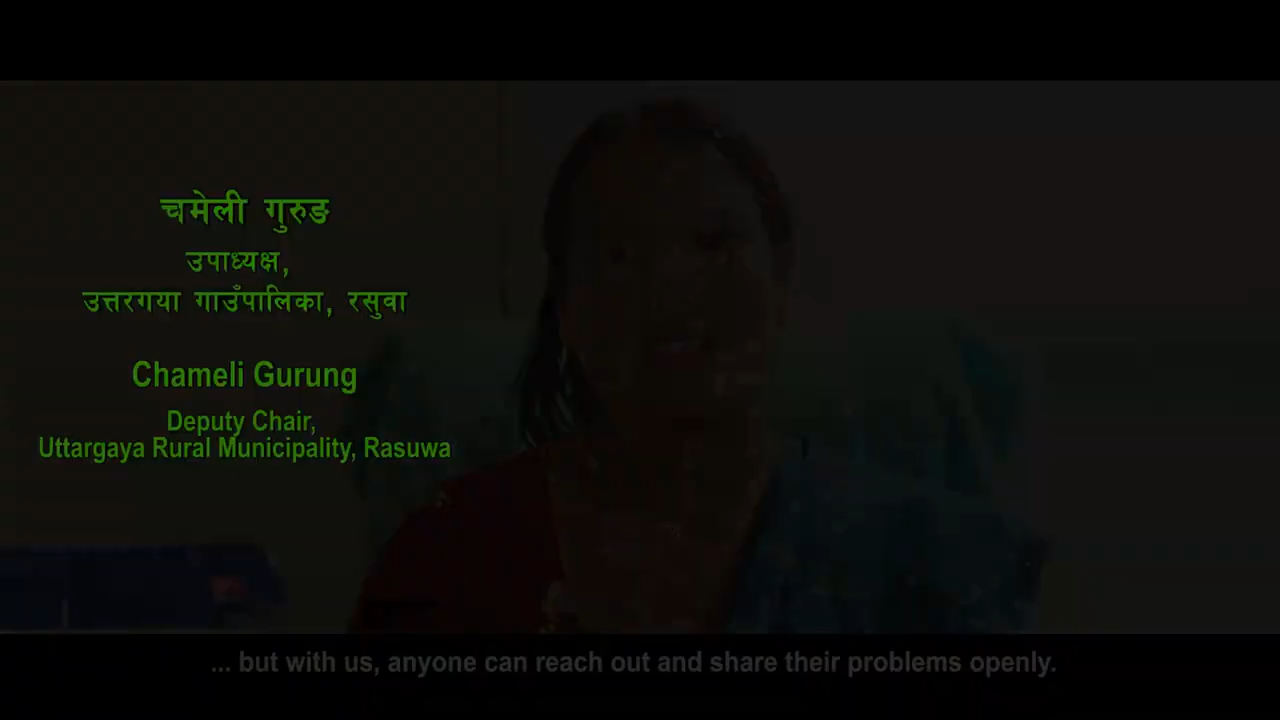 चमेली गुरुङ
उपाध्यक्ष,
उत्तरगया गाउँपालिका, रसुवा
Chameli Gurung
Deputy Chair,
Uttargaya Rural Municipality, Rasuwa
... but with us, anyone can reach out and share their problems openly.